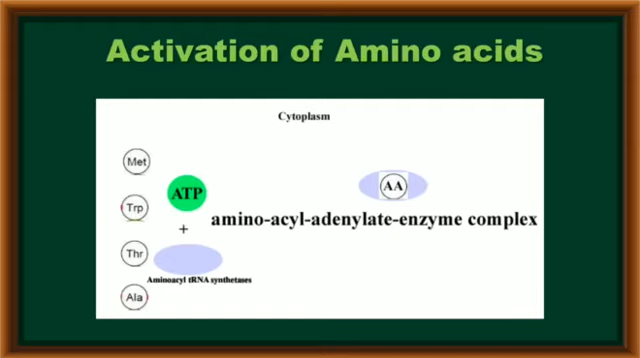 Activation of Amino acids
Cytoplasm
Met
ATP
AA
Trp
amino-acyl-adenylate-enzyme complex
+
Thr
Aminoacyl tRNA synthetases
Ala